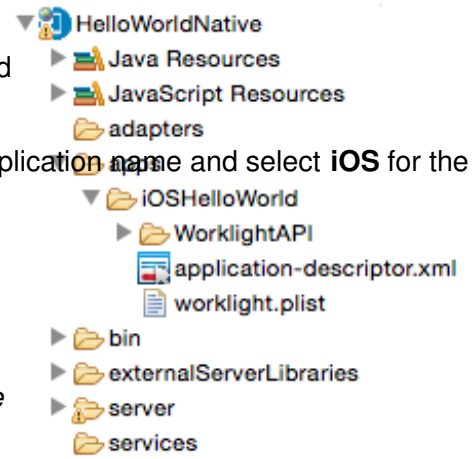 HelloWorldNative
d
Java Resources
JavaScript Resources
adapters
plication name and select iOS for the
apps
iOSHelloWorld
WorklightAPI
application-descriptor.xml
worklight.plist
bin
externalServerLibraries
e
server
services